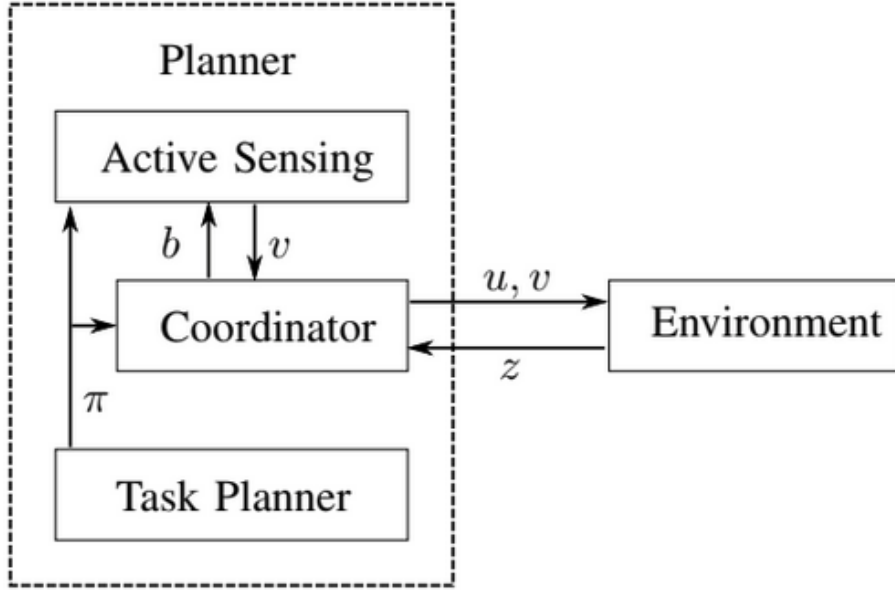 Planner
Active Sensing
b
v
Coordinator
u, v
z
Environment
π
Task Planner